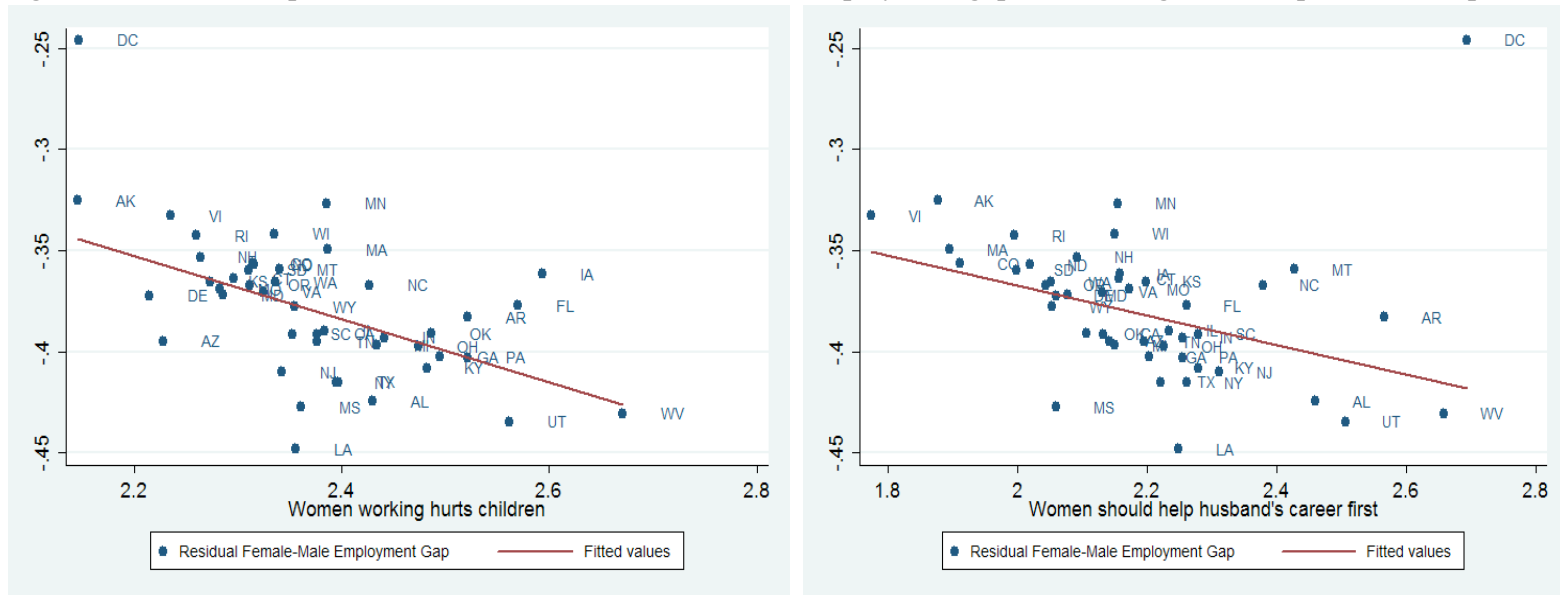 -.25
-.3
-.35
-.4
-.45
DC
AK
MN
VI
RI
WI
NH
MA
MT
IA
KS
OR
WA
NC
DE
VA
FL
WY
AR
AZ
SC
OK
TN
IN
OH
GA PA
KY
NJ
TX
AL
MS
UT
WV
LA
2.2
2.4
2.6
2.8
Women working hurts children
Residual Female-Male Employment Gap
Fitted values
-.25
-.3
-.35
-.4
-.45
DC
AK
MN
VI
RI
WI
MA
NH
CO
SD
ND
MT
IA
CT
KS
MO
NC
VA
WY
FL
AR
OK
CA
IL
SC
TN
IN
OH
GA
PA
KY
NJ
TX
NY
AL
MS
UT
WV
LA
1.8
2
2.2
2.4
2.6
2.8
Women should help husband's career first
Residual Female-Male Employment Gap
Fitted values